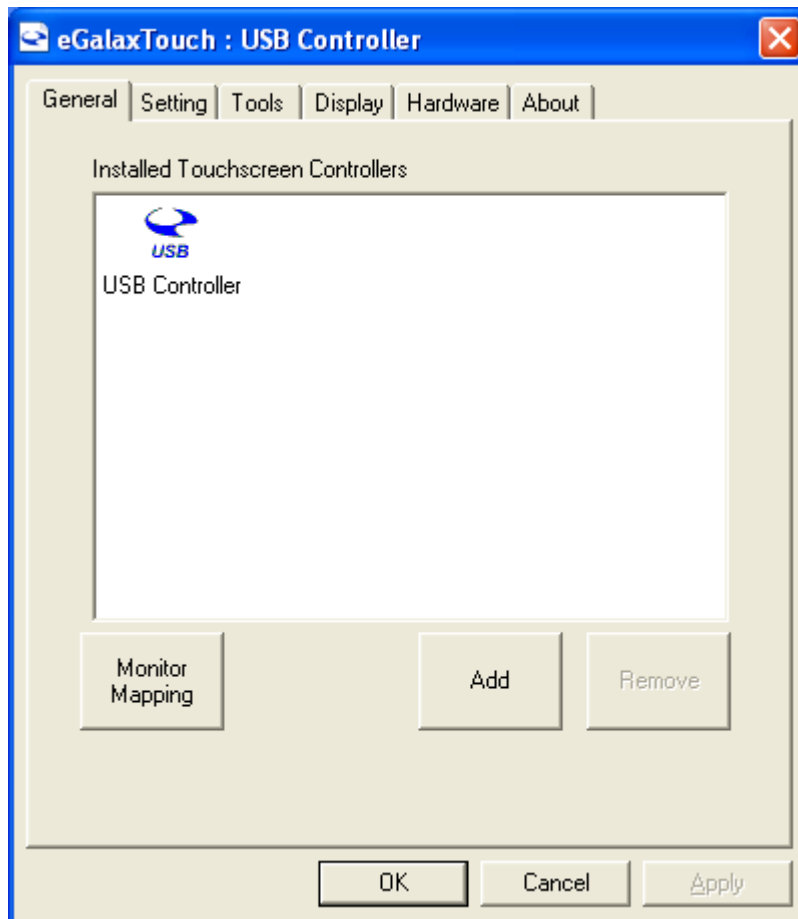 eGalaxTouch : USB Controller
General Setting Tools Display Hardware About
Installed Touchscreen Controllers
USB
USB Controller
Monitor
Mapping
Add
Remove
OK Cancel Apply